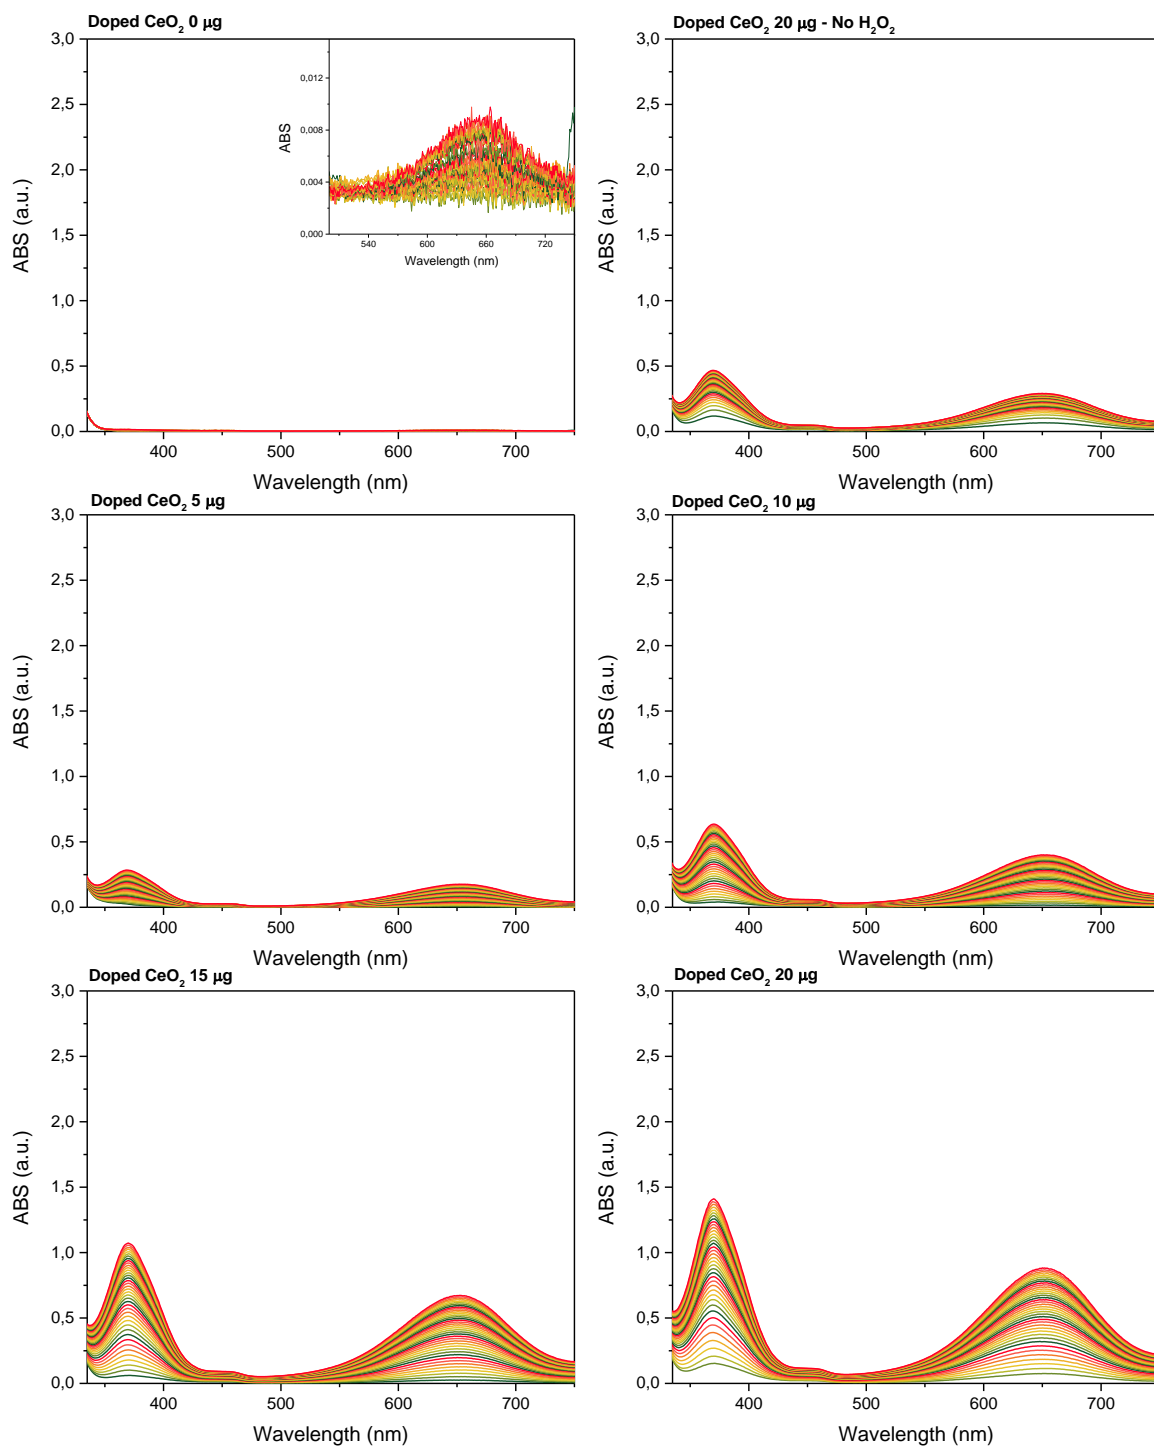 Doped CeO₂ 0 μg
3,0
2,5
2,0
1,5
1,0
0,5
0,0
ABS (a.u.)
400 500 600 700
Wavelength (nm)
0,012
0,008
0,004
0,000
ABS
540 600 660 720
Wavelength (nm)
Doped CeO₂ 20 μg - No H₂O₂
3,0
2,5
2,0
1,5
1,0
0,5
0,0
ABS (a.u.)
400 500 600 700
Wavelength (nm)
Doped CeO₂ 5 μg
3,0
2,5
2,0
1,5
1,0
0,5
0,0
ABS (a.u.)
400 500 600 700
Wavelength (nm)
Doped CeO₂ 10 μg
3,0
2,5
2,0
1,5
1,0
0,5
0,0
ABS (a.u.)
400 500 600 700
Wavelength (nm)
Doped CeO₂ 15 μg
3,0
2,5
2,0
1,5
1,0
0,5
0,0
ABS (a.u.)
400 500 600 700
Wavelength (nm)
Doped CeO₂ 20 μg
3,0
2,5
2,0
1,5
1,0
0,5
0,0
ABS (a.u.)
400 500 600 700
Wavelength (nm)